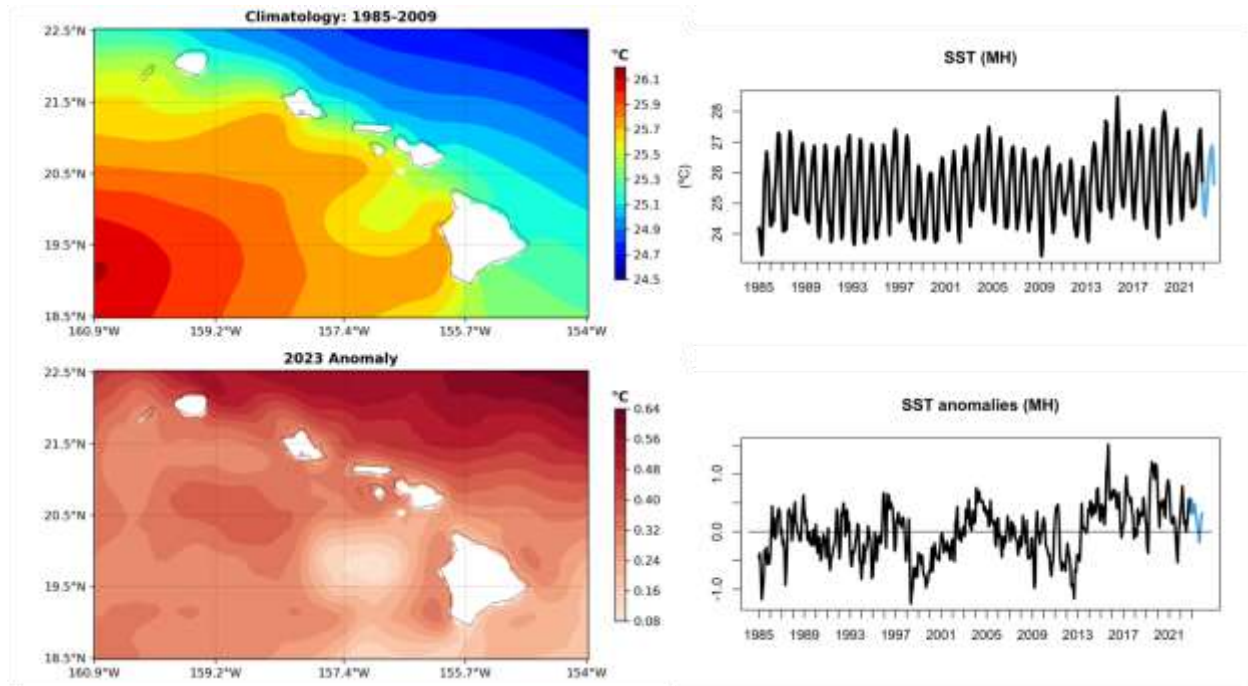 Climatology: 1985-2009
22.5°N
21.5°N
20.5°N
19.5°N
18.5°N
160.9°W 159.2°W 157.4°W 155.7°W 154°W
°C
26.1
25.9
25.7
25.5
25.3
25.1
24.9
24.7
24.5
SST (MH)
(°C)
28
27
26
25
24
1985 1989 1993 1997 2001 2005 2009 2013 2017 2021
2023 Anomaly
22.5°N
21.5°N
20.5°N
19.5°N
18.5°N
160.9°W 159.2°W 157.4°W 155.7°W 154°W
°C
0.64
0.56
0.48
0.40
0.32
0.24
0.16
0.08
SST anomalies (MH)
1.0
0.0
-1.0
1985 1989 1993 1997 2001 2005 2009 2013 2017 2021